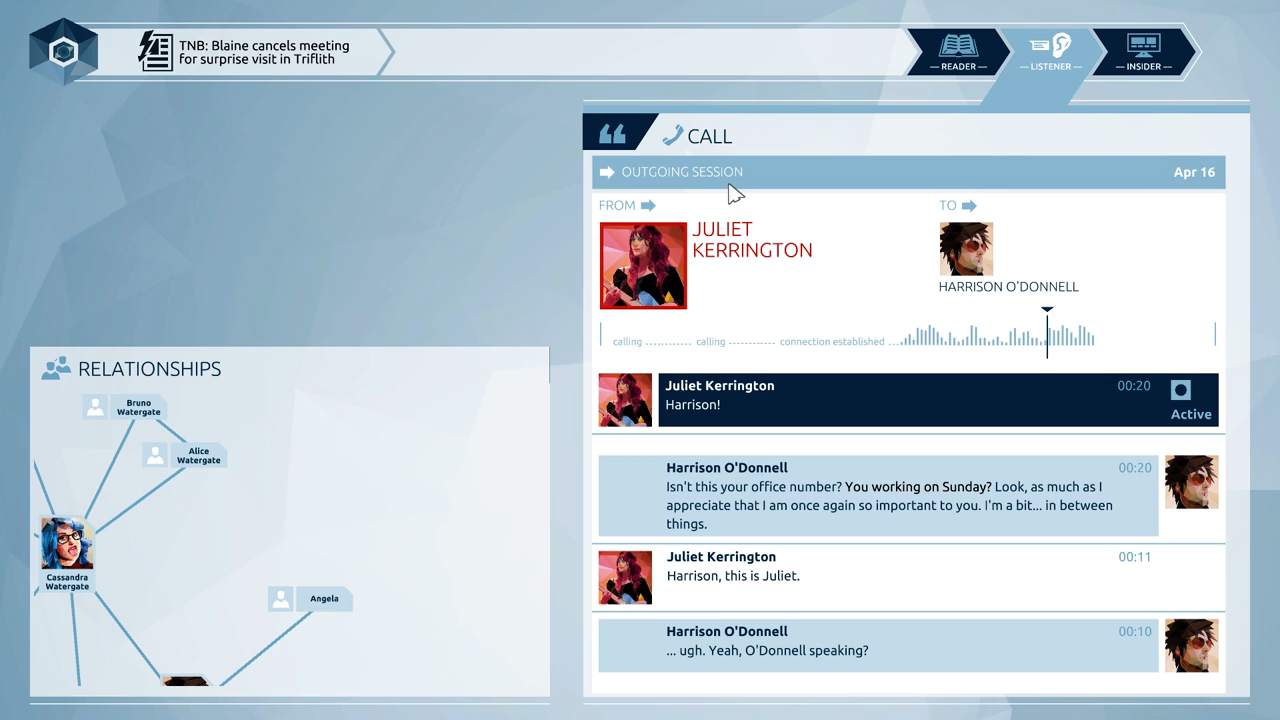 TNB: Blaine cancels meeting
for surprise visit in Triflith
— READER —
— LISTENER —
— INSIDER —
CALL
OUTGOING SESSION
Apr 16
FROM
TO
JULIET
KERRINGTON
HARRISON O'DONNELL
calling ............ calling ............ connection established ...
Juliet Kerrington
00:20
Harrison!
Active
Harrison O'Donnell
00:20
Isn't this your office number? You working on Sunday? Look, as much as I
appreciate that I am once again so important to you. I'm a bit... in between
things.
Juliet Kerrington
00:11
Harrison, this is Juliet.
Harrison O'Donnell
00:10
... ugh. Yeah, O'Donnell speaking?
RELATIONSHIPS
Bruno
Watergate
Alice
Watergate
Cassandra
Watergate
Angela